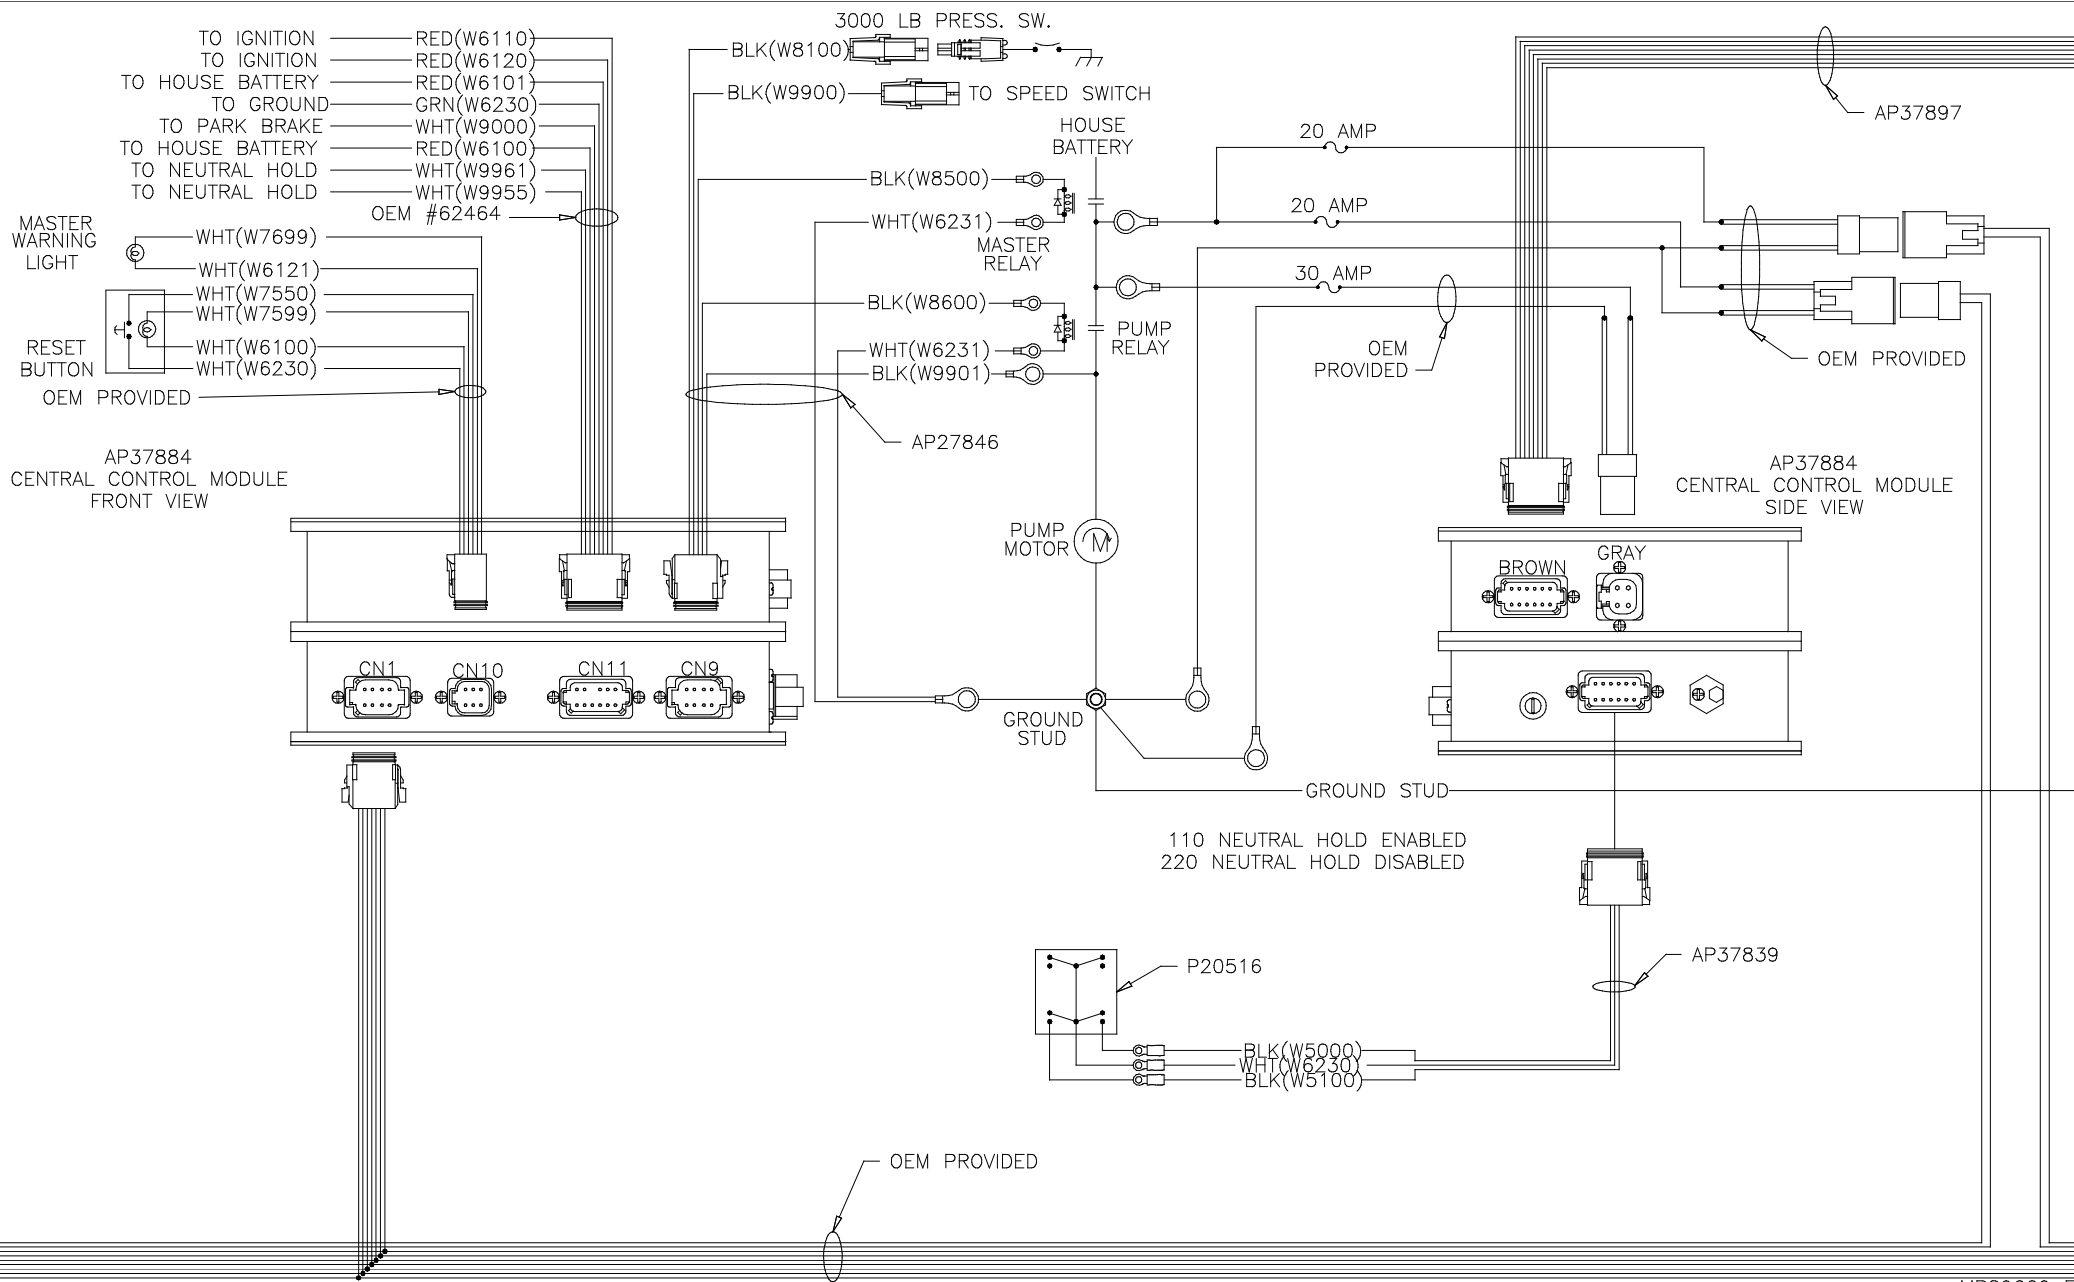 3000 LB PRESS. SW.
TO IGNITION RED(W6110)
TO IGNITION RED(W6120)
TO HOUSE BATTERY RED(W6101)
TO GROUND GRN(W6230)
TO PARK BRAKE WHT(W9000)
TO HOUSE BATTERY RED(W6100)
TO NEUTRAL HOLD WHT(W9961)
TO NEUTRAL HOLD WHT(W9955)
OEM #62464
BLK(W8100)
BLK(W9900) TO SPEED SWITCH
MASTER
WARNING
LIGHT
WHT(W7699)
WHT(W6121)
WHT(W7550)
WHT(W7599)
WHT(W6100)
WHT(W6230)
RESET
BUTTON
OEM PROVIDED
HOUSE
BATTERY
BLK(W8500)
WHT(W6231)
MASTER
RELAY
BLK(W8600)
WHT(W6231)
BLK(W9901)
PUMP
RELAY
AP27846
20 AMP
20 AMP
30 AMP
OEM
PROVIDED
AP37897
OEM PROVIDED
AP37884
CENTRAL CONTROL MODULE
FRONT VIEW
AP37884
CENTRAL CONTROL MODULE
SIDE VIEW
PUMP
MOTOR
M
BROWN
GRAY
CN1
CN10
CN11
CN9
GROUND
STUD
GROUND STUD
110 NEUTRAL HOLD ENABLED
220 NEUTRAL HOLD DISABLED
P20516
AP37839
BLK(W5000)
WHT(W6230)
BLK(W5100)
OEM PROVIDED